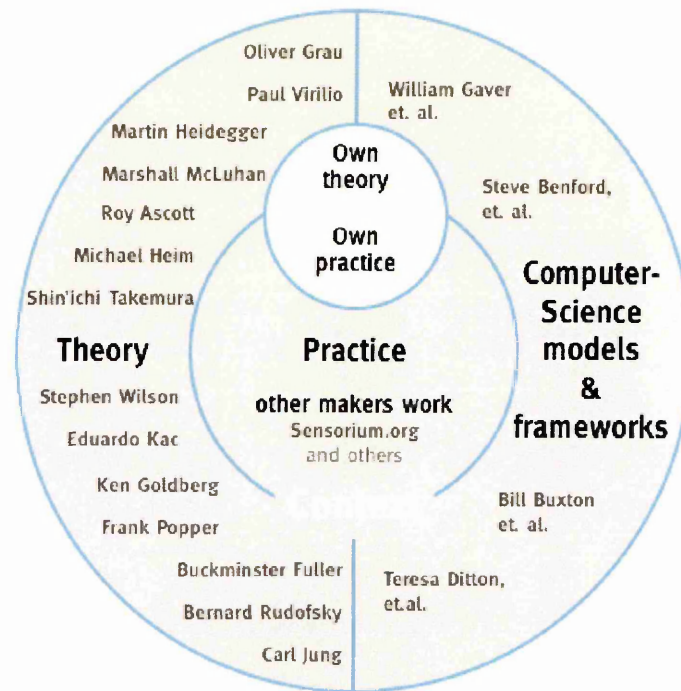 Oliver Grau
Paul Virilio
Martin Heidegger
Marshall McLuhan
Roy Ascott
Michael Heim
Shin'ichi Takemura
Theory
Stephen Wilson
Eduardo Kac
Ken Goldberg
Frank Popper
Buckminster Fuller
Bernard Rudofsky
Carl Jung
Own
theory
Own
practice
Practice
other makers work
Sensorium.org
and others
William Gaver
et. al.
Steve Benford,
et. al.
Computer-
Science
models
&
frameworks
Bill Buxton
et. al.
Teresa Ditton,
et.al.